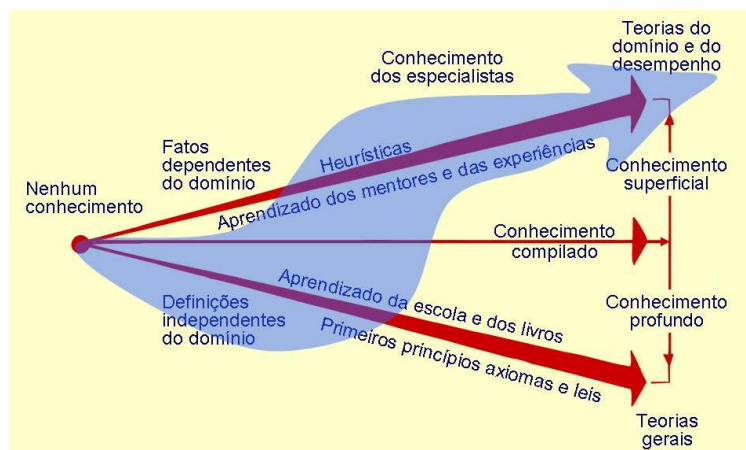 Teorias do
domínio e do
desempenho
Conhecimento
dos especialistas
Fatos
dependentes
do domínio
Heurísticas
Aprendizado dos mentores e das experiências
Conhecimento
superficial
Nenhum
conhecimento
Conhecimento
compilado
Definições
independentes
do domínio
Aprendizado da escola e dos livros
Primeiros princípios axiomas e leis
Conhecimento
profundo
Teorias
gerais